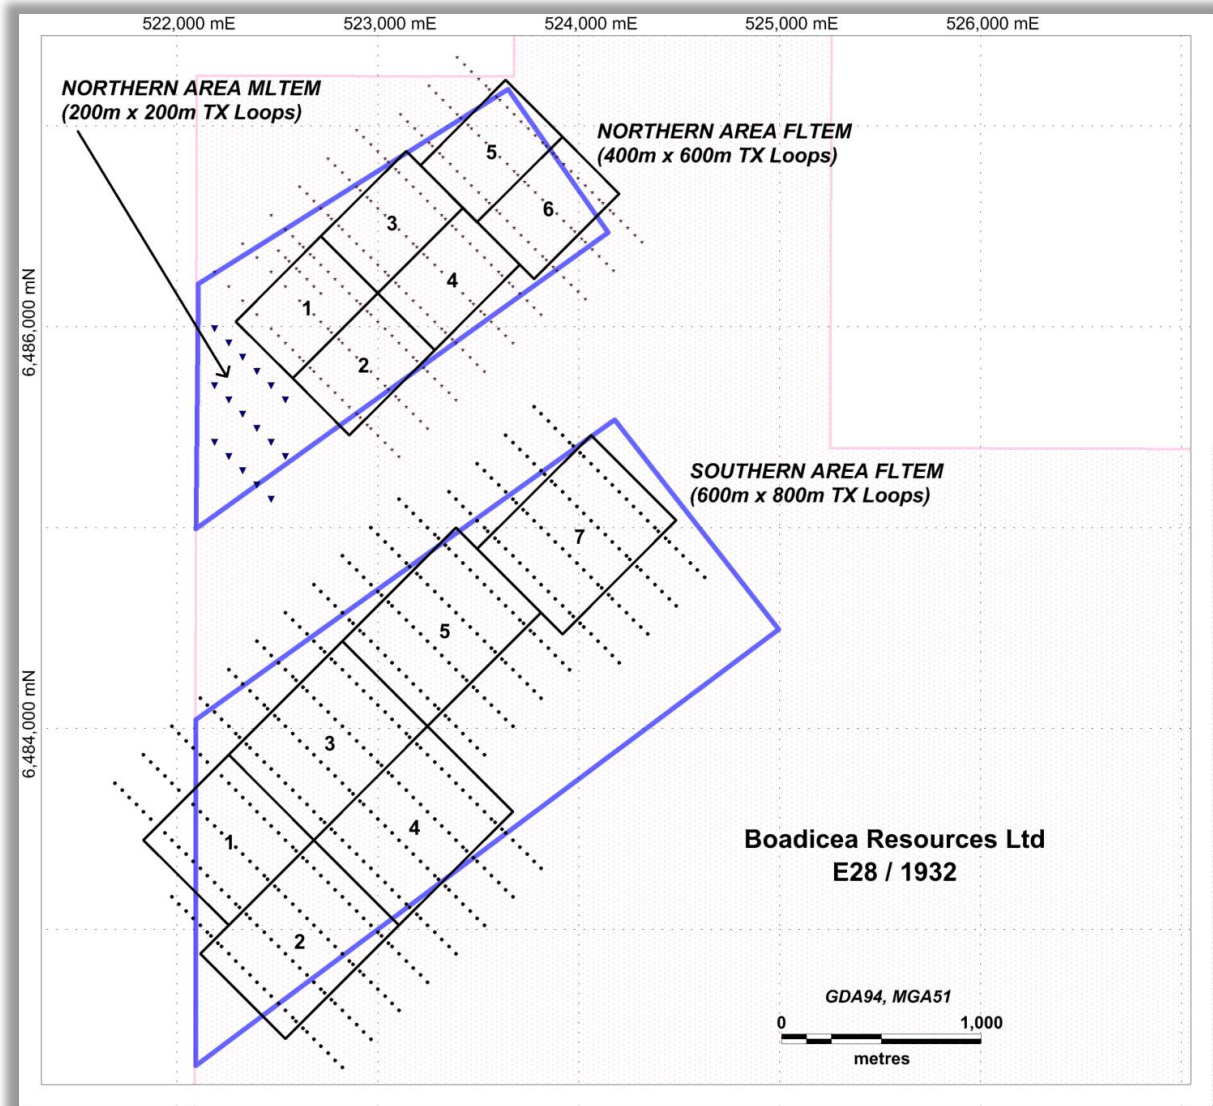 522,000 mE
523,000 mE
524,000 mE
525,000 mE
526,000 mE
NORTHERN AREA MLTEM
(200m x 200m TX Loops)
NORTHERN AREA FLTEM
(400m x 600m TX Loops)
5
6
3
4
1
2
6,486,000 mN
SOUTHERN AREA FLTEM
(600m x 800m TX Loops)
7
5
3
4
1
2
6,484,000 mN
Boadicea Resources Ltd
E28 / 1932
GDA94, MGA51
0 1,000
metres